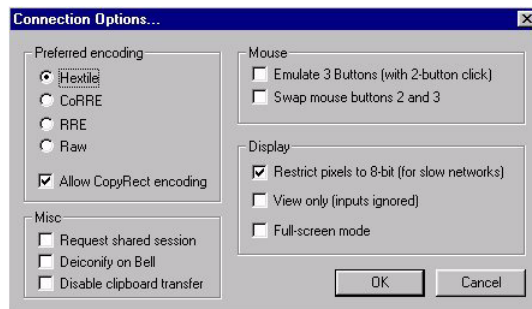 Connection Options...
Preferred encoding
Hextile
CoRRE
RRE
Raw
Allow CopyRect encoding
Misc
Request shared session
Deiconify on Bell
Disable clipboard transfer
Mouse
Emulate 3 Buttons (with 2-button click)
Swap mouse buttons 2 and 3
Display
Restrict pixels to 8-bit (for slow networks)
View only (inputs ignored)
Full-screen mode
OK
Cancel